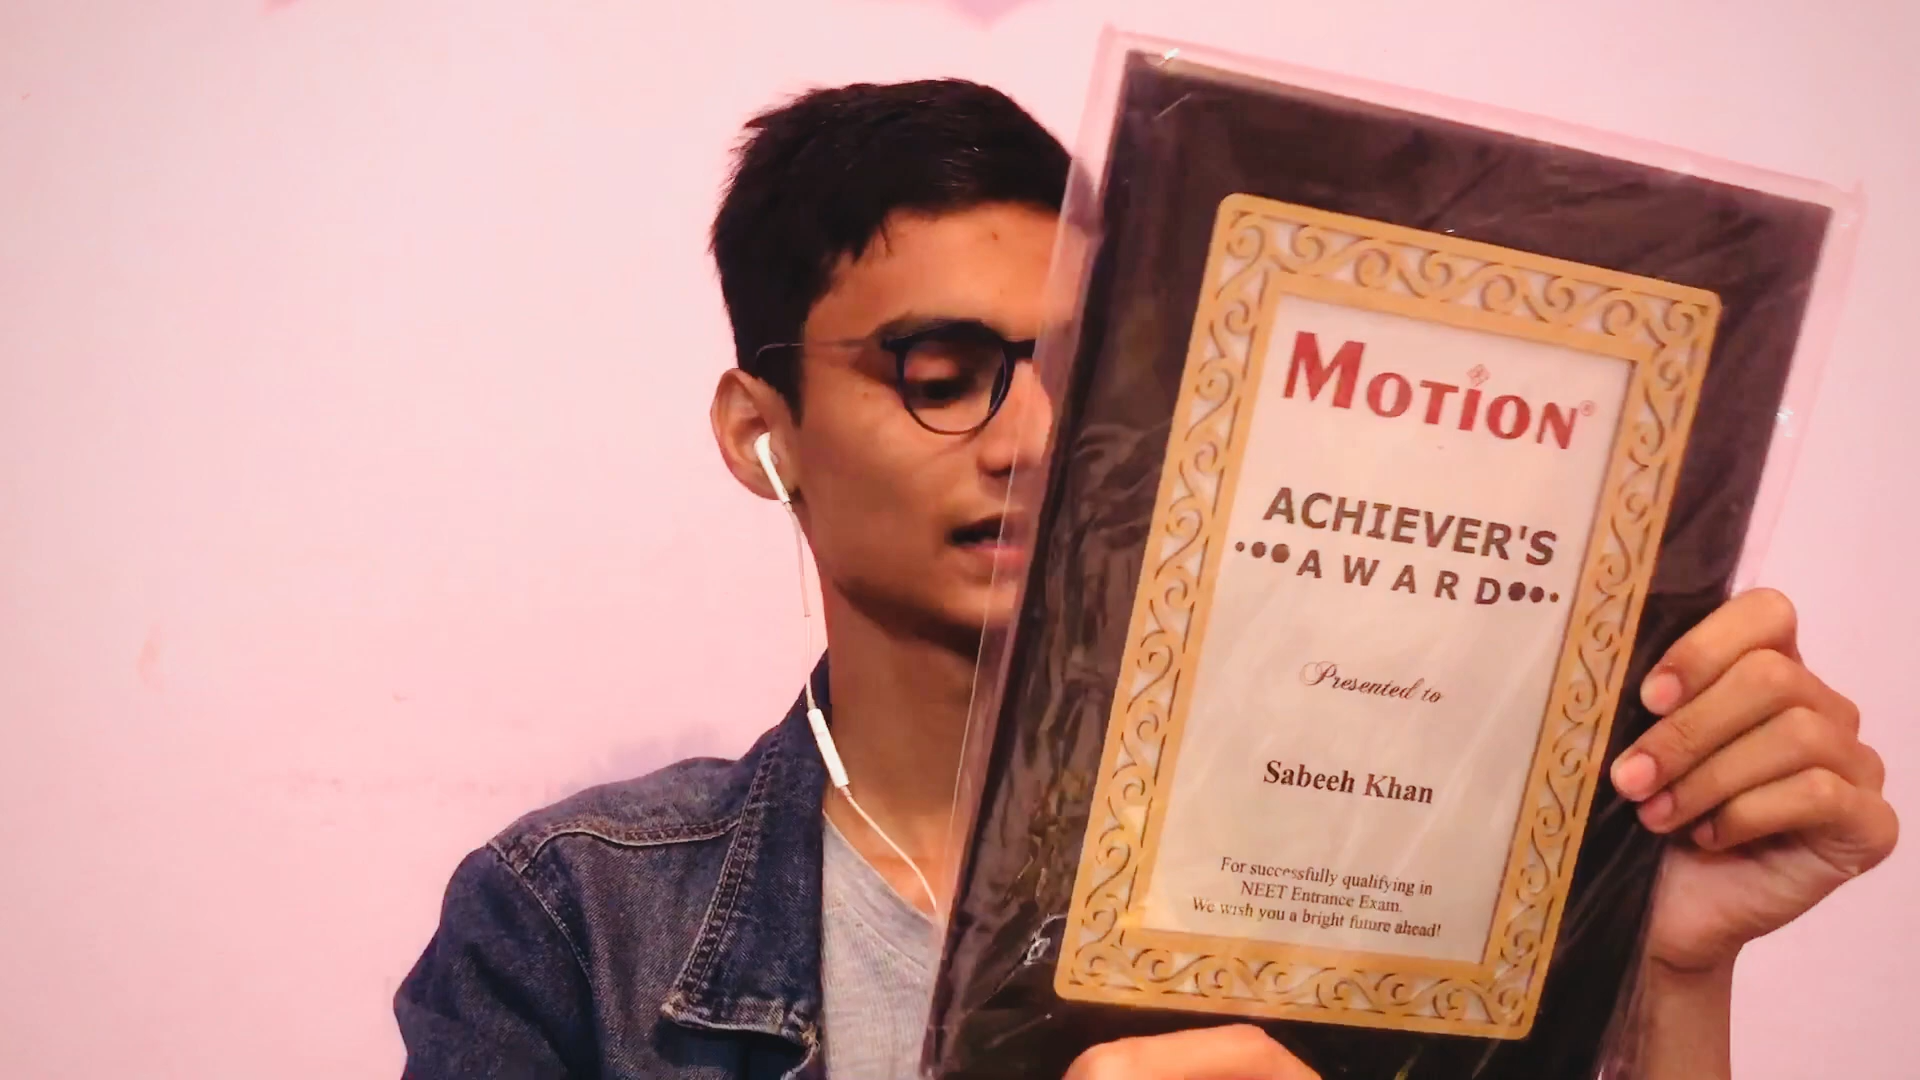 MOTION®
ACHIEVER'S
AWARD
Presented to
Sabeeh Khan
For successfully qualifying in
NEET Entrance Exam.
We wish you a bright future ahead!